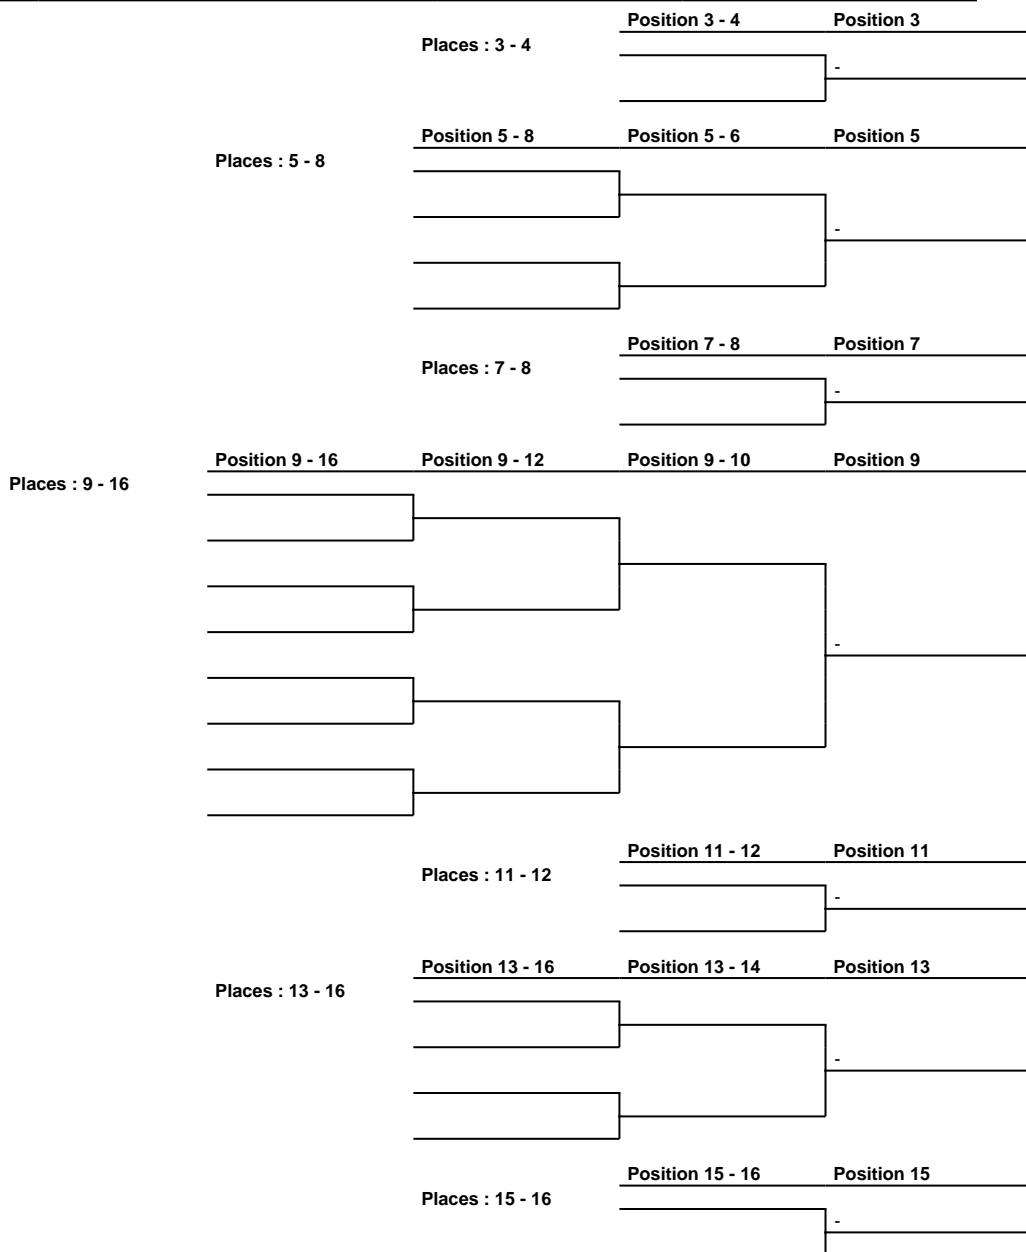 Position 3 - 4 Position 3
Places : 3 - 4
-
Position 5 - 8 Position 5 - 6 Position 5
Places : 5 - 8
-
Position 7 - 8 Position 7
Places : 7 - 8
-
Position 9 - 16 Position 9 - 12 Position 9 - 10 Position 9
Places : 9 - 16
-
Position 11 - 12 Position 11
Places : 11 - 12
-
Position 13 - 16 Position 13 - 14 Position 13
Places : 13 - 16
-
Position 15 - 16 Position 15
Places : 15 - 16
-